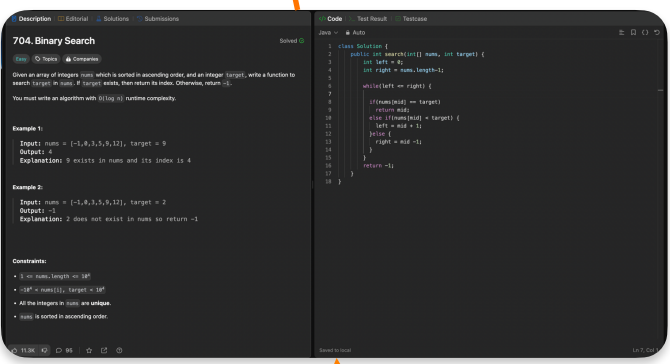 Description Editorial Solutions Submissions
704. Binary Search
Solved
Easy Topics Companies
Given an array of integers nums which is sorted in ascending order, and an integer target, write a function to
search target in nums. If target exists, then return its index. Otherwise, return -1.
You must write an algorithm with O(log n) runtime complexity.
Example 1:
Input: nums = [-1,0,3,5,9,12], target = 9
Output: 4
Explanation: 9 exists in nums and its index is 4
Example 2:
Input: nums = [-1,0,3,5,9,12], target = 2
Output: -1
Explanation: 2 does not exist in nums so return -1
Constraints:
• 1 <= nums.length <= 10⁴
• -10⁴ < nums[i], target < 10⁴
• All the integers in nums are unique.
• nums is sorted in ascending order.
11.3K 95
Code Test Result Testcase
Java Auto
1 class Solution {
2 public int search(int[] nums, int target) {
3 int left = 0;
4 int right = nums.length-1;
5
6 while(left <= right) {
7
8 if(nums[mid] == target)
9 return mid;
10 else if(nums[mid] < target) {
11 left = mid + 1;
12 }else {
13 right = mid -1;
14 }
15 }
16 return -1;
17 }
18 }
Saved to local
Ln 7, Col 1